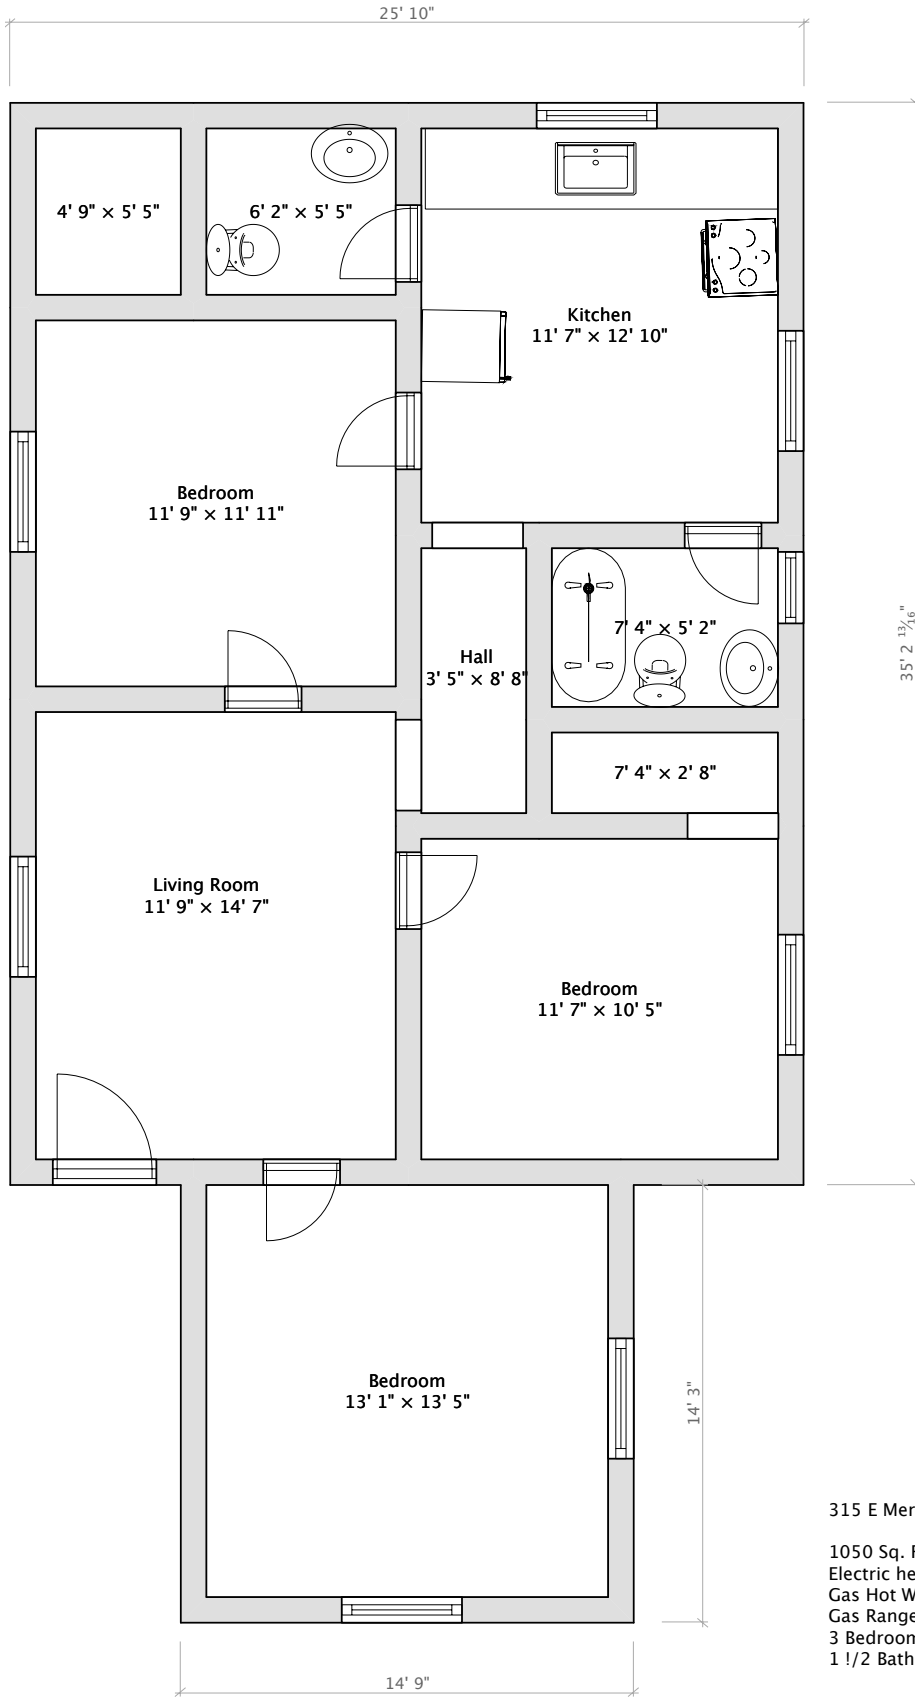 25' 10"
4' 9" × 5' 5"
6' 2" × 5' 5"
Kitchen
11' 7" × 12' 10"
Bedroom
11' 9" × 11' 11"
35' 2 13/16"
7' 4" × 5' 2"
Hall
3' 5" × 8' 8"
7' 4" × 2' 8"
Living Room
11' 9" × 14' 7"
Bedroom
11' 7" × 10' 5"
Bedroom
13' 1" × 13' 5"
14' 3"
315 E
1050 Sq.
Electric
Gas Hot
Gas Range
3 Bedroom
1 !/2 Bath
14' 9"